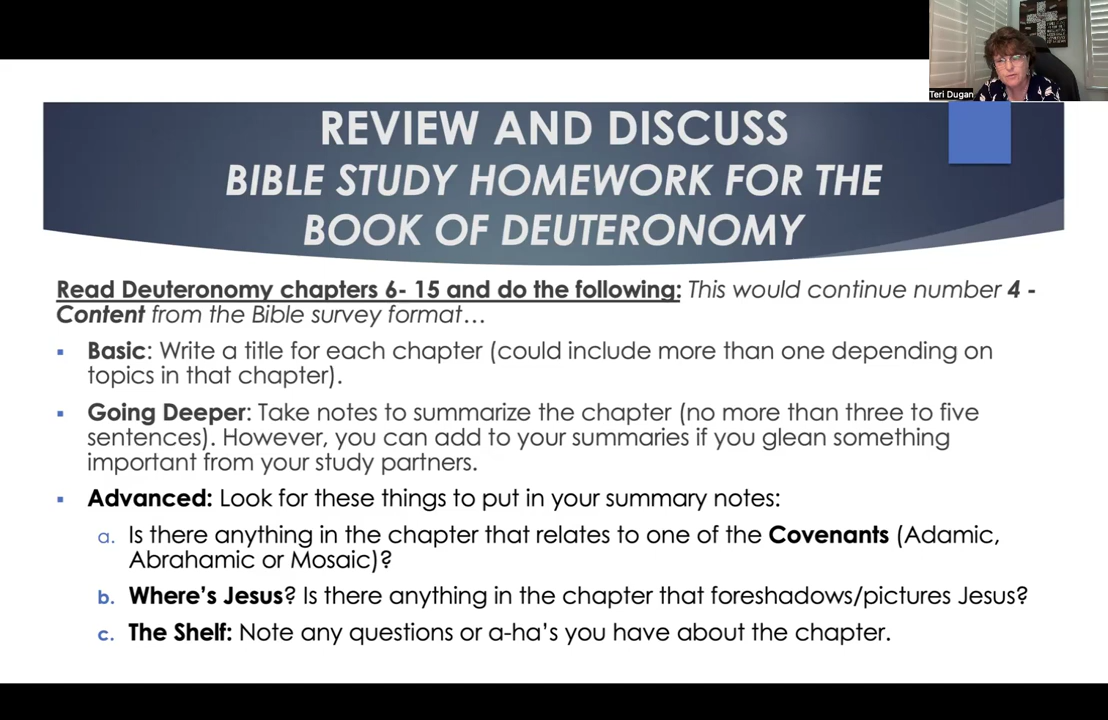 Teri Dugan
REVIEW AND DISCUSS
BIBLE STUDY HOMEWORK FOR THE
BOOK OF DEUTERONOMY
Read Deuteronomy chapters 6- 15 and do the following: This would continue number 4 -
Content from the Bible survey format…
▪ Basic: Write a title for each chapter (could include more than one depending on
topics in that chapter).
▪ Going Deeper: Take notes to summarize the chapter (no more than three to five
sentences). However, you can add to your summaries if you glean something
important from your study partners.
▪ Advanced: Look for these things to put in your summary notes:
a. Is there anything in the chapter that relates to one of the Covenants (Adamic,
Abrahamic or Mosaic)?
b. Where's Jesus? Is there anything in the chapter that foreshadows/pictures Jesus?
c. The Shelf: Note any questions or a-ha's you have about the chapter.